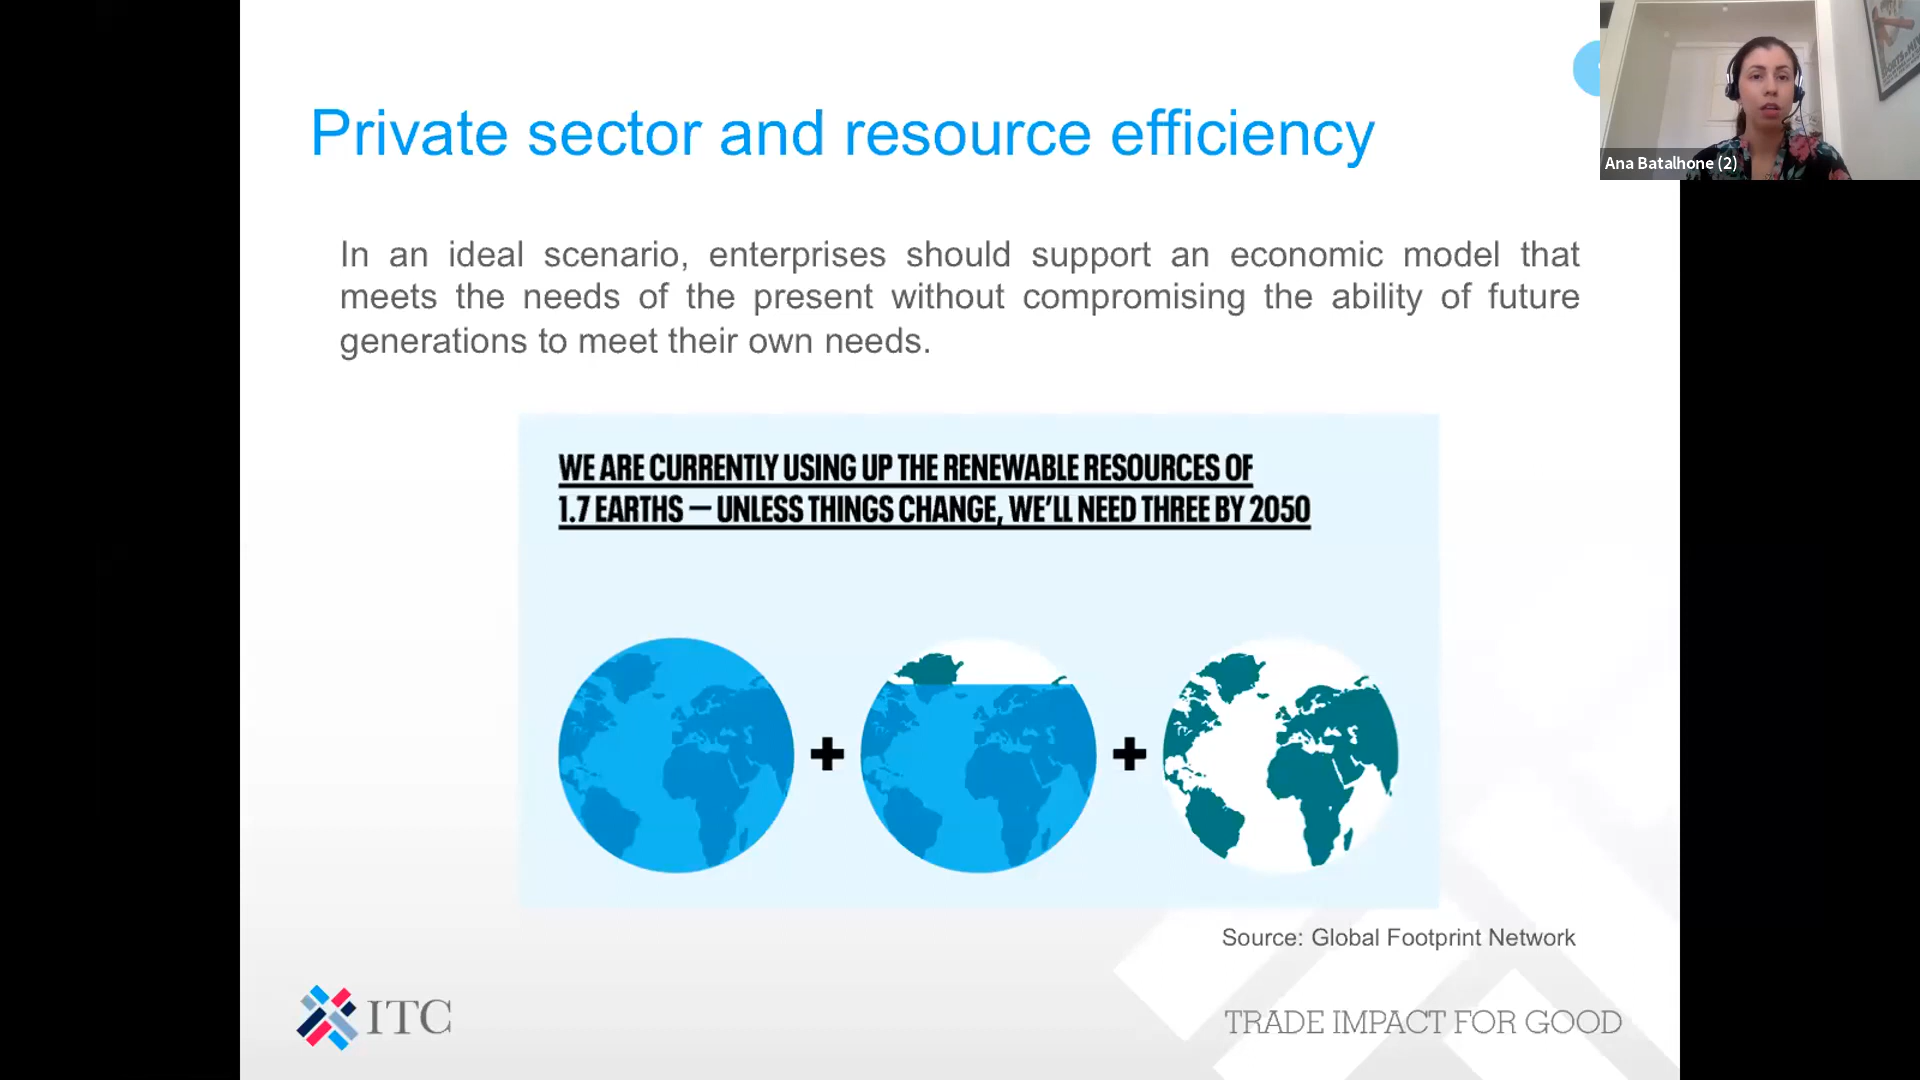 Private sector and resource efficiency
Ana Batalhone (2)
In an ideal scenario, enterprises should support an economic model that
meets the needs of the present without compromising the ability of future
generations to meet their own needs.
WE ARE CURRENTLY USING UP THE RENEWABLE RESOURCES OF
1.7 EARTHS — UNLESS THINGS CHANGE, WE'LL NEED THREE BY 2050
+ +
Source: Global Footprint Network
ITC
TRADE IMPACT FOR GOOD